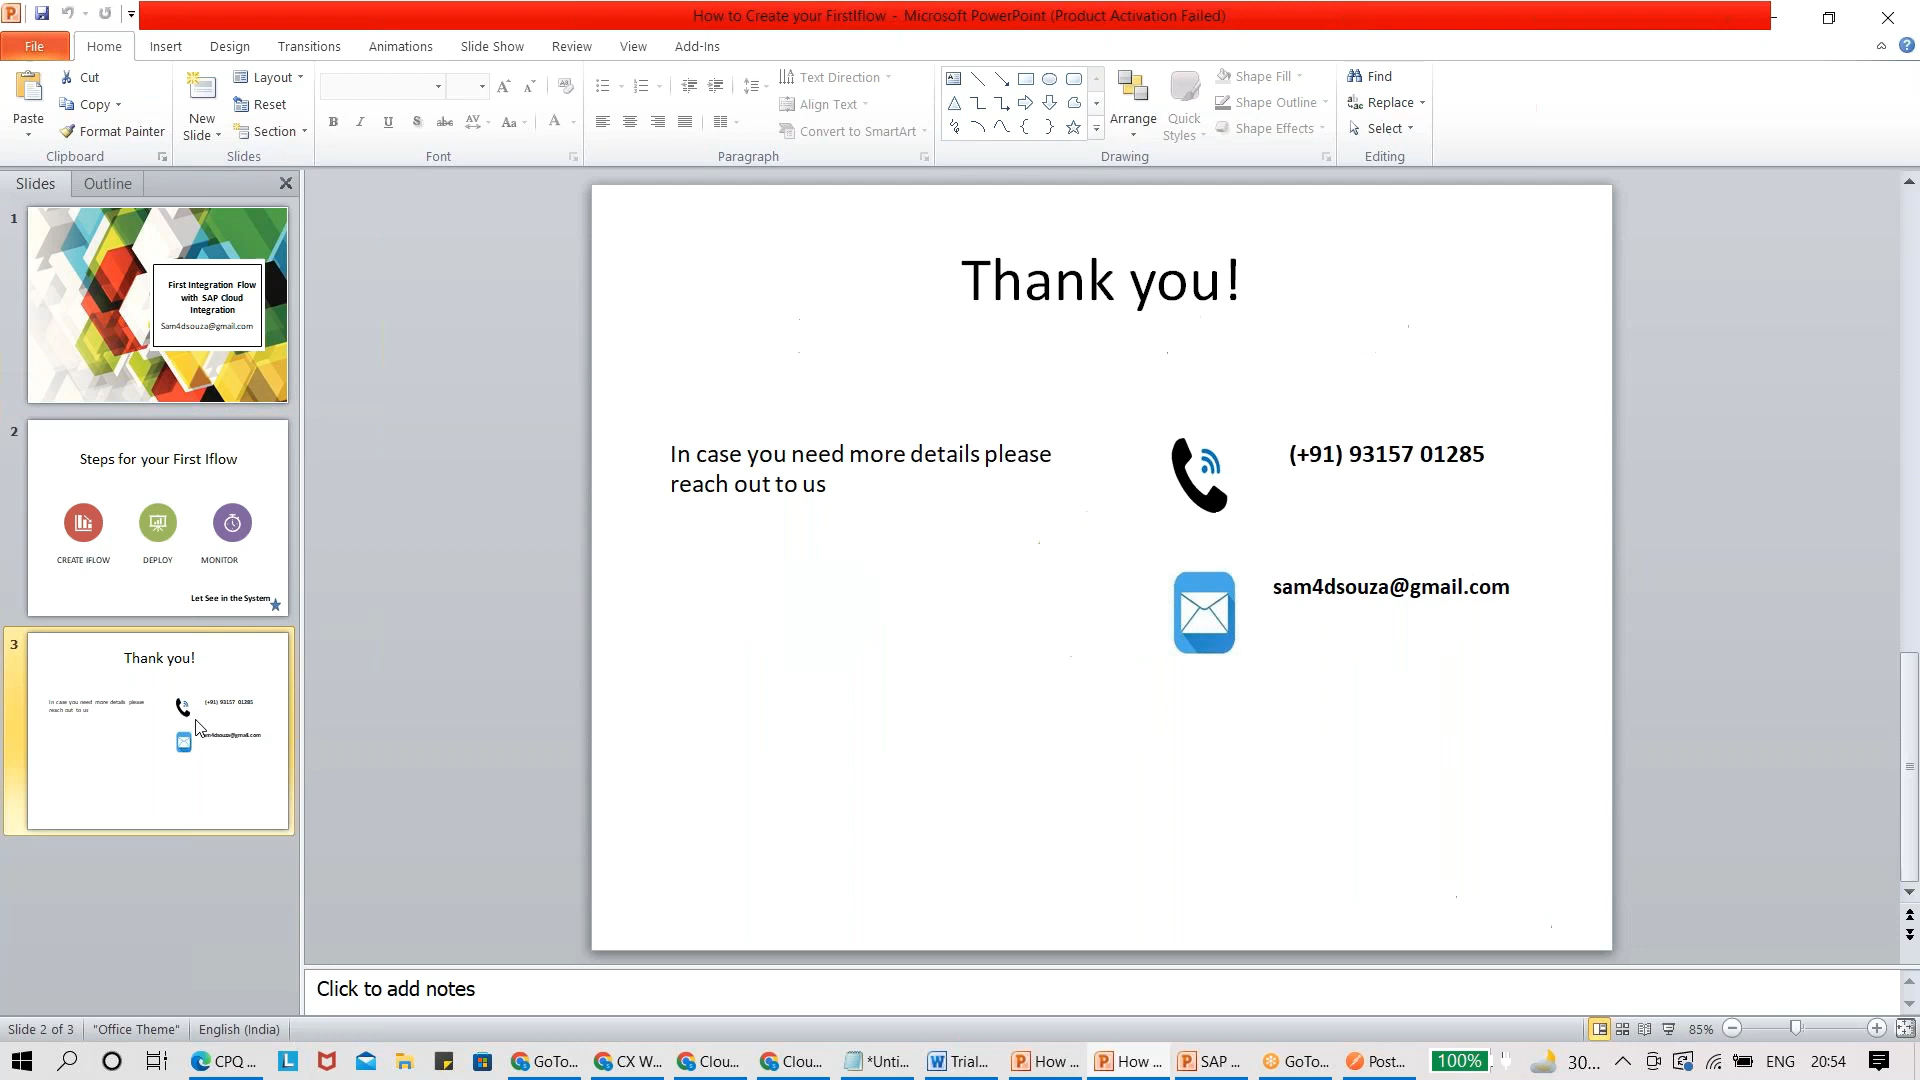 How to Create your FirstIflow - Microsoft PowerPoint (Product Activation Failed)
File Home Insert Design Transitions Animations Slide Show Review View Add-Ins
Paste
Cut
Copy
Format Painter
Clipboard
New Slide
Layout
Reset
Section
Slides
B I U S abc AV Aa A
Font
Text Direction
Align Text
Convert to SmartArt
Paragraph
Arrange
Quick Styles
Shape Fill
Shape Outline
Shape Effects
Drawing
Find
Replace
Select
Editing
Slides Outline
1
First Integration Flow
with SAP Cloud
Integration
Sam4dsouza@gmail.com
2
Steps for your First Iflow
CREATE IFLOW DEPLOY MONITOR
Let See in the System
3
Thank you!
In case you need more details please
reach out to us
(+91) 93157 01285
Thank you!
In case you need more details please
reach out to us
(+91) 93157 01285
sam4dsouza@gmail.com
Click to add notes
Slide 2 of 3 "Office Theme" English (India) 85%
CPQ ... GoTo... CX W... Clou... Clou... *Unti... Trial... How ... How ... SAP ... GoTo... Post... 100% 30... ENG 20:54